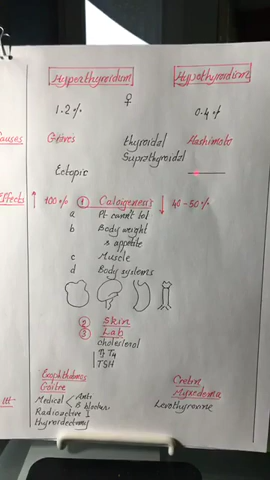 Hyperthyroidism Hypothyroidism
1.2 % ♀ 0.4 %
auses Graves thyroidal Hashimoto
Suprathyroidal
Ectopic
Effects ↑ 100 % ① Calorigenesis ↓ 40 - 50 %
a Pt cann't tol
b Body weight
& appetite
c Muscle
d Body systems
② Skin
③ Lab
cholesterol
T3 T4
TSH
Exophthalmos Cretin
Goitre Myxedema
Medical Anti Levothyroxine
B blocker
Radioactive I
thyroidectomy